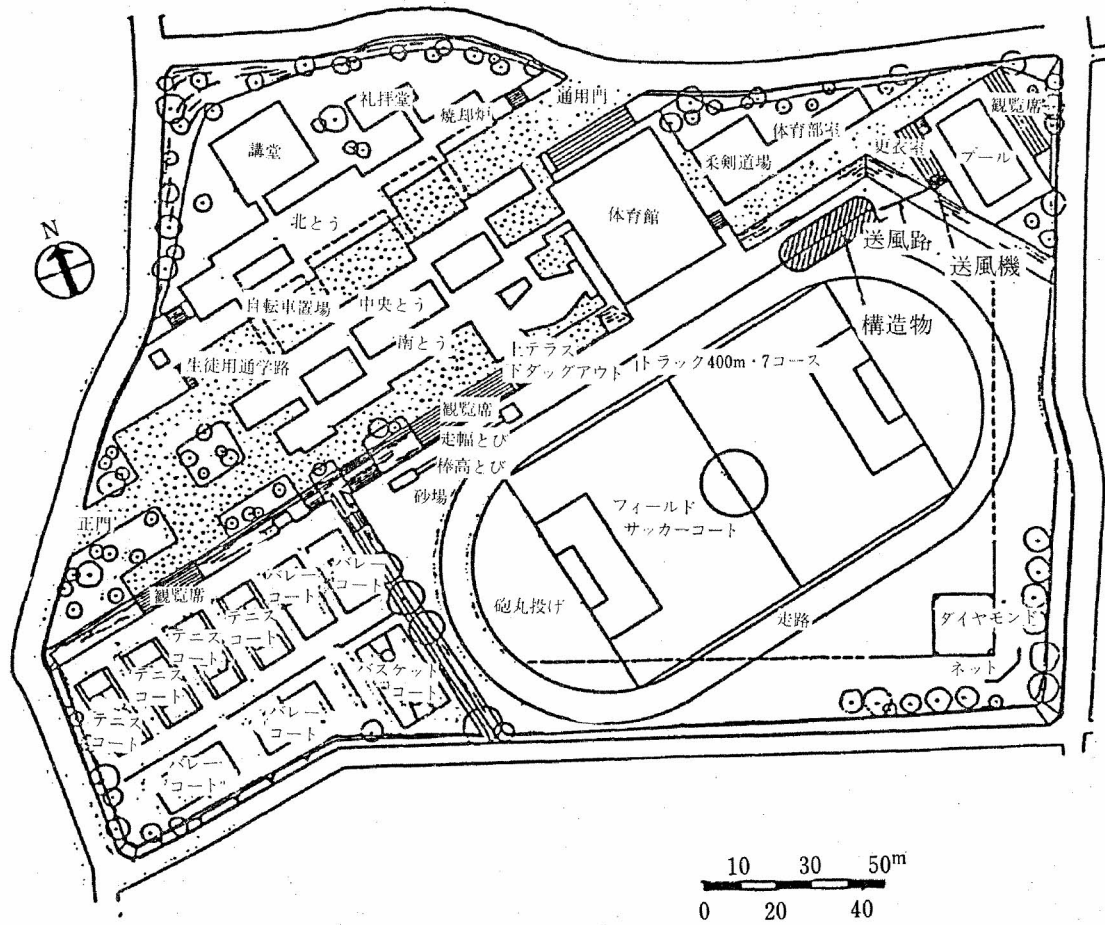 礼拝堂
焼却炉
通用門
観覧席
講堂
体育部室
柔剣道場
更衣室
プール
北とう
体育館
送風路
送風機
N
自転車置場
中央とう
構造物
南とう
生徒用通学路
上テラス
ドダッグアウト
トラック400m・7コース
観覧席
走幅とび
棒高とび
砂場
フィールド
サッカーコート
正門
観覧席
バレー
コート
バレー
コート
テニス
コート
テニス
コート
テニス
コート
テニス
コート
バスケット
コート
バレー
コート
バレー
コート
砲丸投げ
走路
ダイヤモンド
ネット
10 30 50m
0 20 40